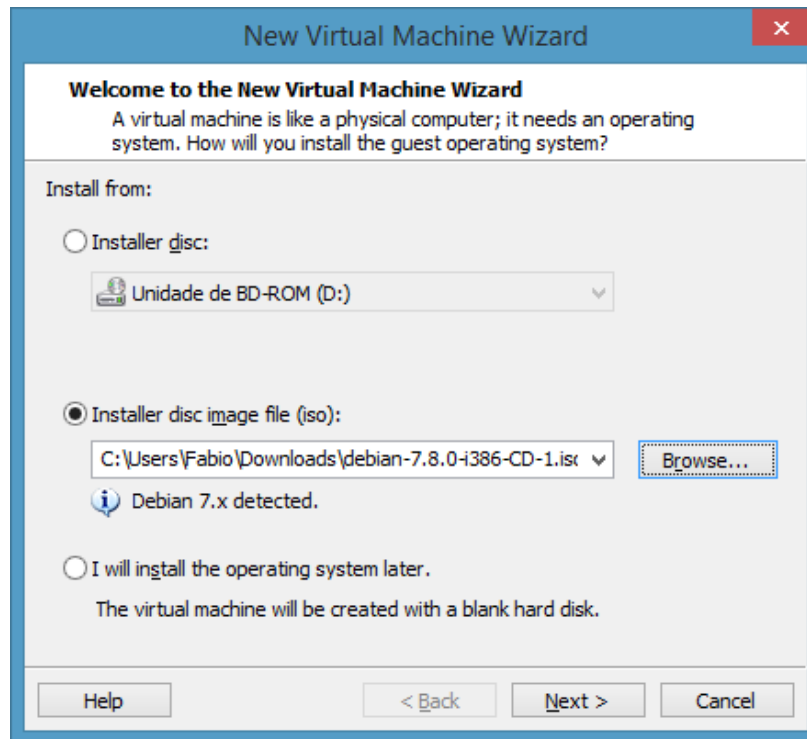 New Virtual Machine Wizard
Welcome to the New Virtual Machine Wizard
A virtual machine is like a physical computer; it needs an operating
system. How will you install the guest operating system?
Install from:
Installer disc:
Unidade de BD-ROM (D:)
Installer disc image file (iso):
C:\Users\Fabio\Downloads\debian-7.8.0-i386-CD-1.iso
Browse...
Debian 7.x detected.
I will install the operating system later.
The virtual machine will be created with a blank hard disk.
Help
< Back
Next >
Cancel